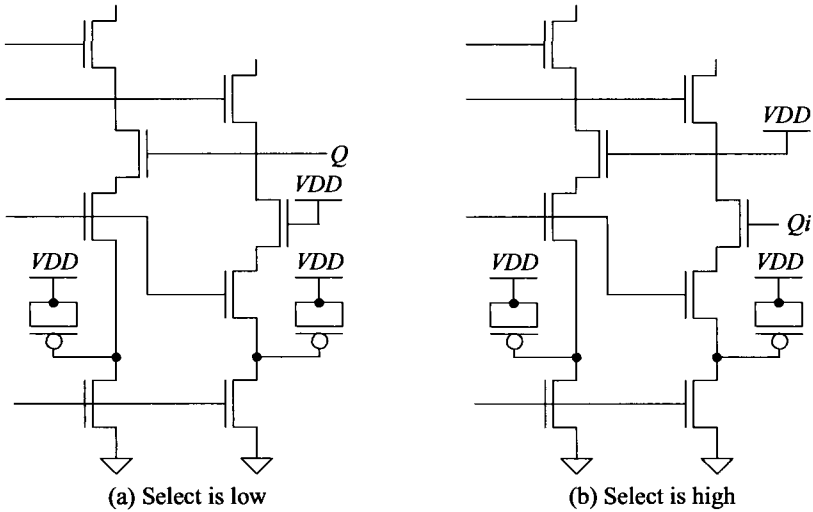 Q
VDD
VDD
VDD
(a) Select is low
VDD
Qi
VDD
VDD
(b) Select is high